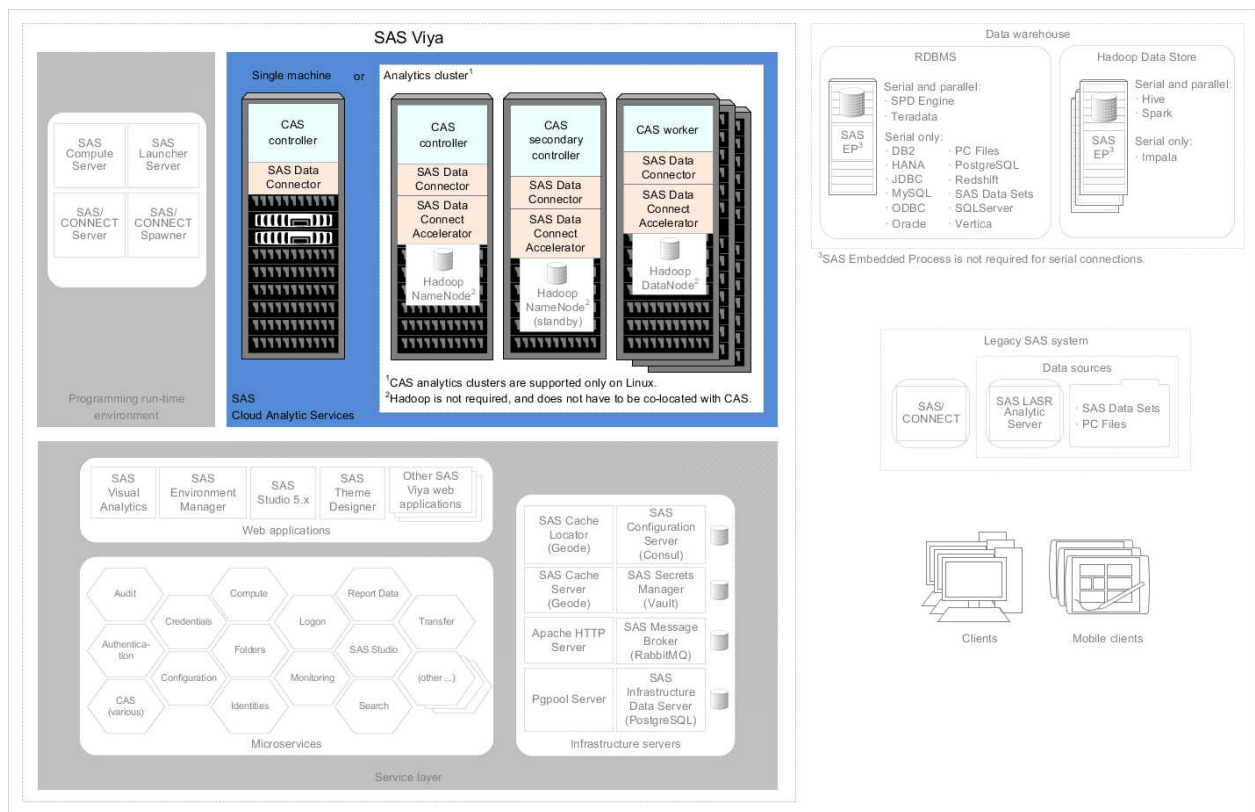 SAS Viya
SAS
Compute
Server
SAS
Launcher
Server
SAS/
CONNECT
Server
SAS/
CONNECT
Spawner
Programming run-time
environment
Single machine or Analytics cluster1
CAS
controller
SAS Data
Connector
CAS
controller
SAS Data
Connector
SAS Data
Connect
Accelerator
Hadoop
NameNode2
CAS
secondary
controller
SAS Data
Connector
SAS Data
Connect
Accelerator
Hadoop
NameNode2
(standby)
CAS worker
SAS Data
Connector
SAS Data
Connect
Accelerator
Hadoop
DataNode2
1CAS analytics clusters are supported only on Linux.
2Hadoop is not required, and does not have to be co-located with CAS.
SAS
Cloud Analytic Services
SAS
Visual
Analytics
SAS
Environment
Manager
SAS
Studio 5.x
SAS
Theme
Designer
Other SAS
Viya web
applications
Web applications
Audit
Compute
Report Data
Credentials
Logon
Transfer
Authentica-
tion
Folders
SAS Studio
Configuration
Monitoring
(other ...)
CAS
(various)
Identities
Search
Microservices
SAS Cache
Locator
(Geode)
SAS
Configuration
Server
(Consul)
SAS Cache
Server
(Geode)
SAS Secrets
Manager
(Vault)
Apache HTTP
Server
SAS Message
Broker
(RabbitMQ)
Pgpool Server
SAS
Infrastructure
Data Server
(PostgreSQL)
Infrastructure servers
Service layer
Data warehouse
RDBMS
SAS
EP3
Serial and parallel:
· SPD Engine
· Teradata
Serial only:
· DB2
· HANA
· JDBC
· MySQL
· ODBC
· Oracle
· PC Files
· PostgreSQL
· Redshift
· SAS Data Sets
· SQLServer
· Vertica
Hadoop Data Store
SAS
EP3
Serial and parallel:
· Hive
· Spark
Serial only:
· Impala
3SAS Embedded Process is not required for serial connections.
Legacy SAS system
Data sources
SAS/
CONNECT
SAS LASR
Analytic
Server
· SAS Data Sets
· PC Files
Clients
Mobile clients